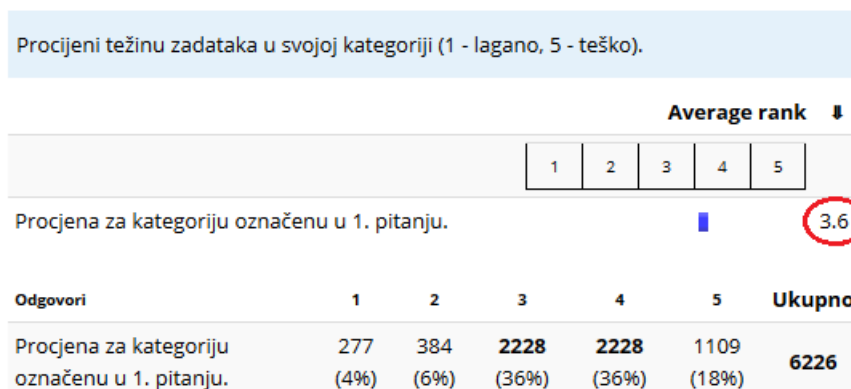 Procijeni težinu zadataka u svojoj kategoriji (1 - lagano, 5 - teško).
Average rank ⬇
1 2 3 4 5
Procjena za kategoriju označenu u 1. pitanju. 3.6
Odgovori 1 2 3 4 5 Ukupno
Procjena za kategoriju 277 384 2228 2228 1109 6226
označenu u 1. pitanju. (4%) (6%) (36%) (36%) (18%)